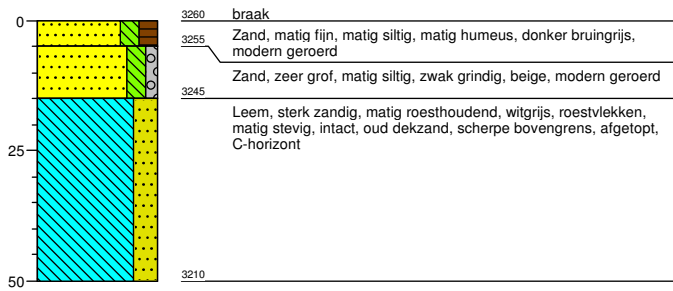 0
3260
braak
3255
Zand, matig fijn, matig siltig, matig humeus, donker bruingrijs,
modern geroerd
Zand, zeer grof, matig siltig, zwak grindig, beige, modern geroerd
3245
Leem, sterk zandig, matig roesthoudend, witgrijs, roestvlekken,
matig stevig, intact, oud dekzand, scherpe bovengrens, afgetopt,
C-horizont
25
50
3210